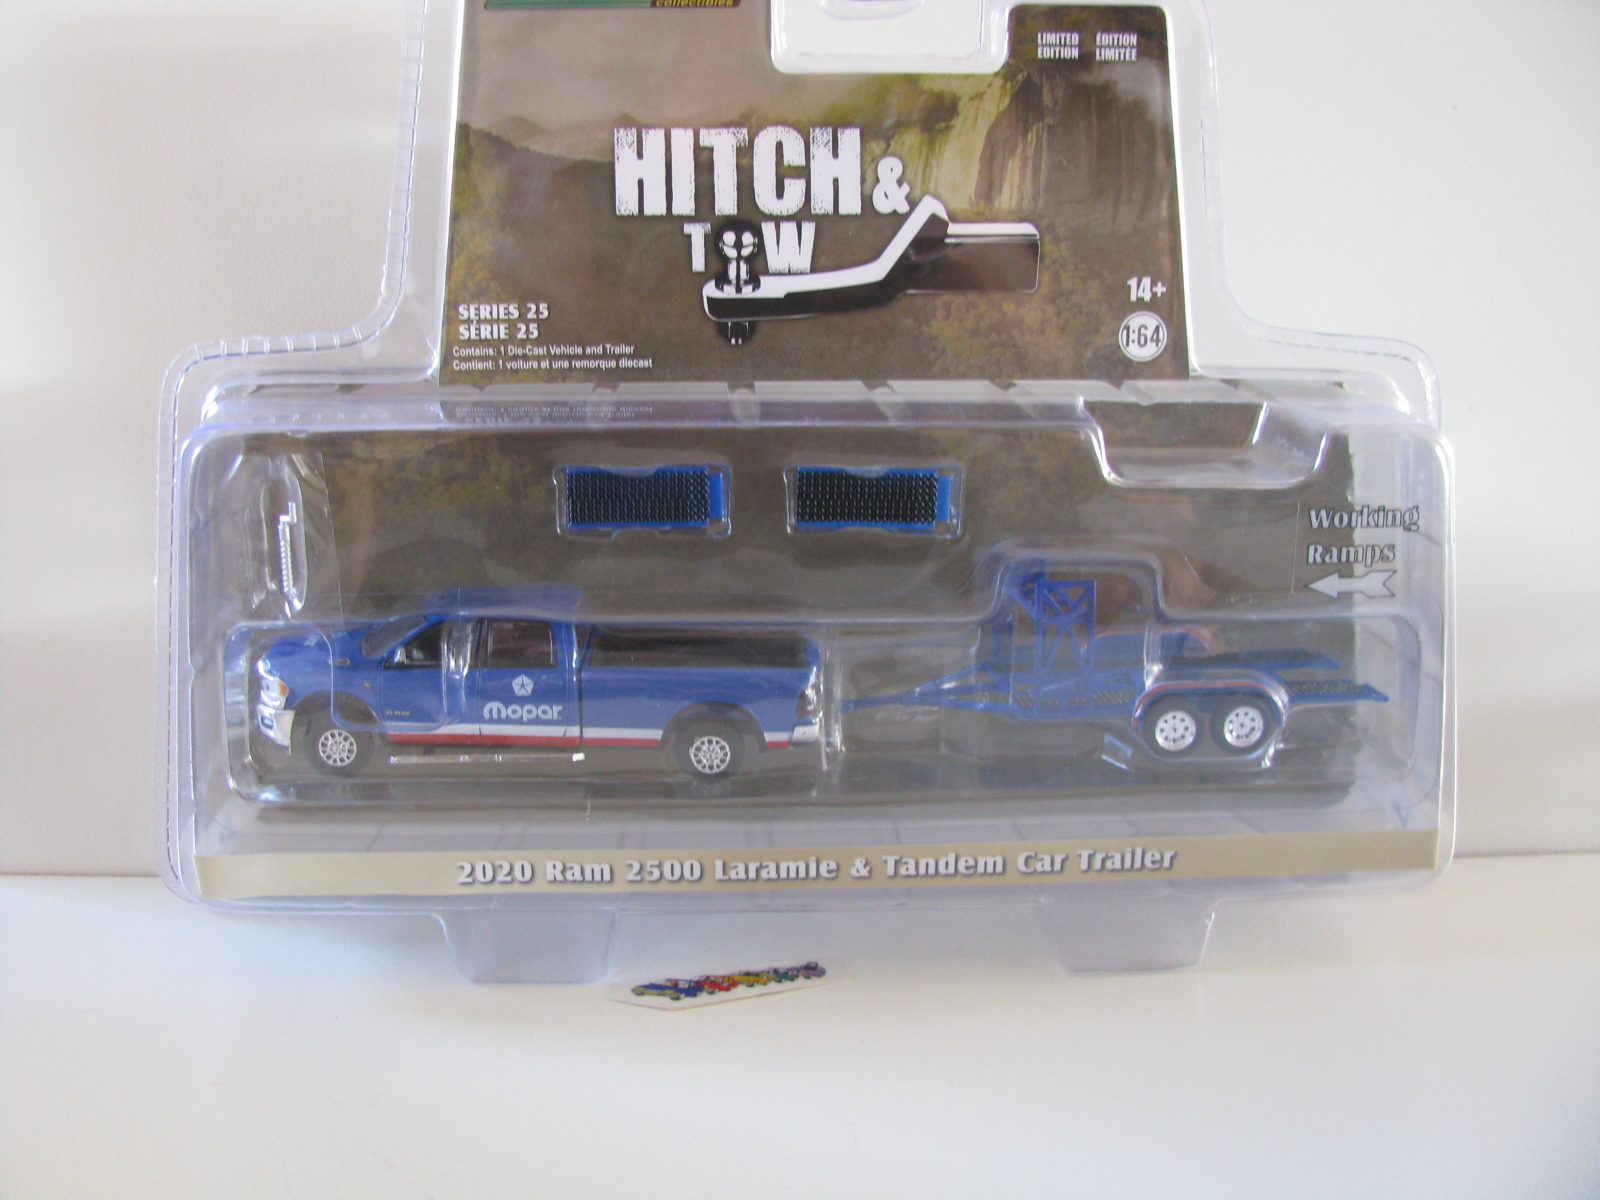 collectibles
LIMITED EDITION
ÉDITION LIMITÉE
HITCH &
TOW
14+
1:64
SERIES 25
SÉRIE 25
Contains: 1 Die-Cast Vehicle and Trailer
Contient: 1 voiture et une remorque diecast
Working
Ramps
mopar
2020 Ram 2500 Laramie & Tandem Car Trailer